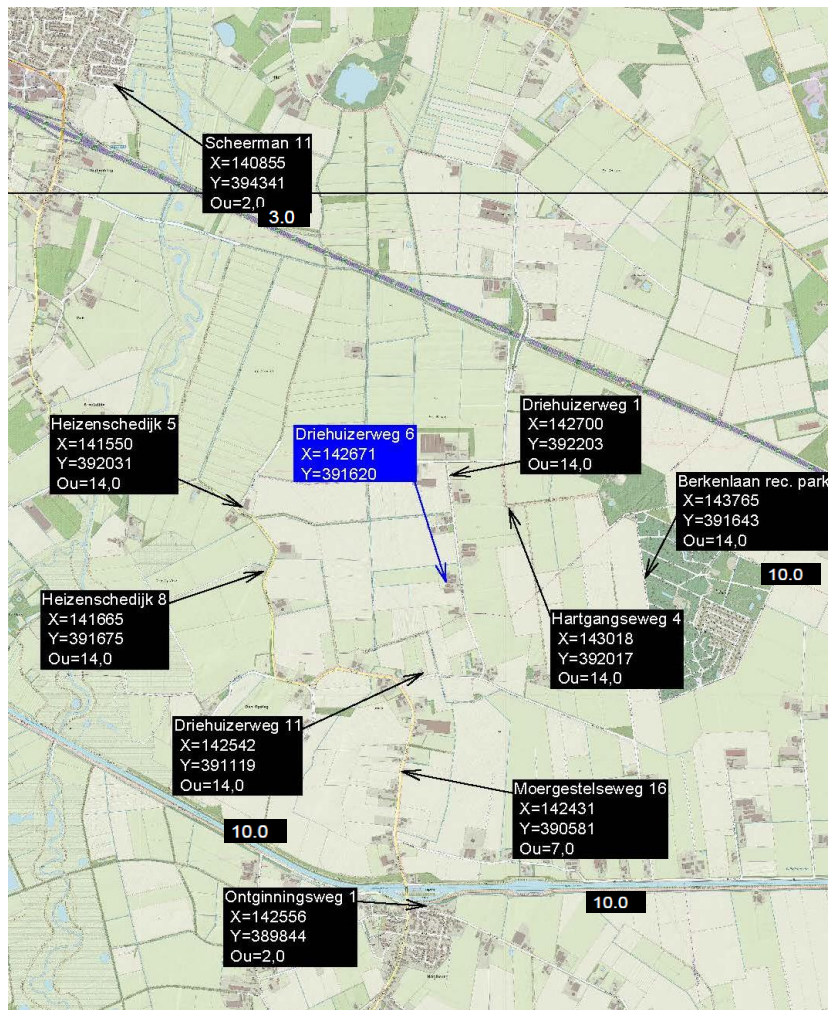 Scheerman 11
X=140855
Y=394341
Ou=2,0
3.0
Heizenschedijk 5
X=141550
Y=392031
Ou=14,0
Driehuizerweg 6
X=142671
Y=391620
Driehuizerweg 1
X=142700
Y=392203
Ou=14,0
Berkenlaan rec. park
X=143765
Y=391643
Ou=14,0
10.0
Heizenschedijk 8
X=141665
Y=391675
Ou=14,0
Hartgangseweg 4
X=143018
Y=392017
Ou=14,0
Driehuizerweg 11
X=142542
Y=391119
Ou=14,0
Moergestelseweg 16
X=142431
Y=390581
Ou=7,0
10.0
Ontginningsweg 1
X=142556
Y=389844
Ou=2,0
10.0